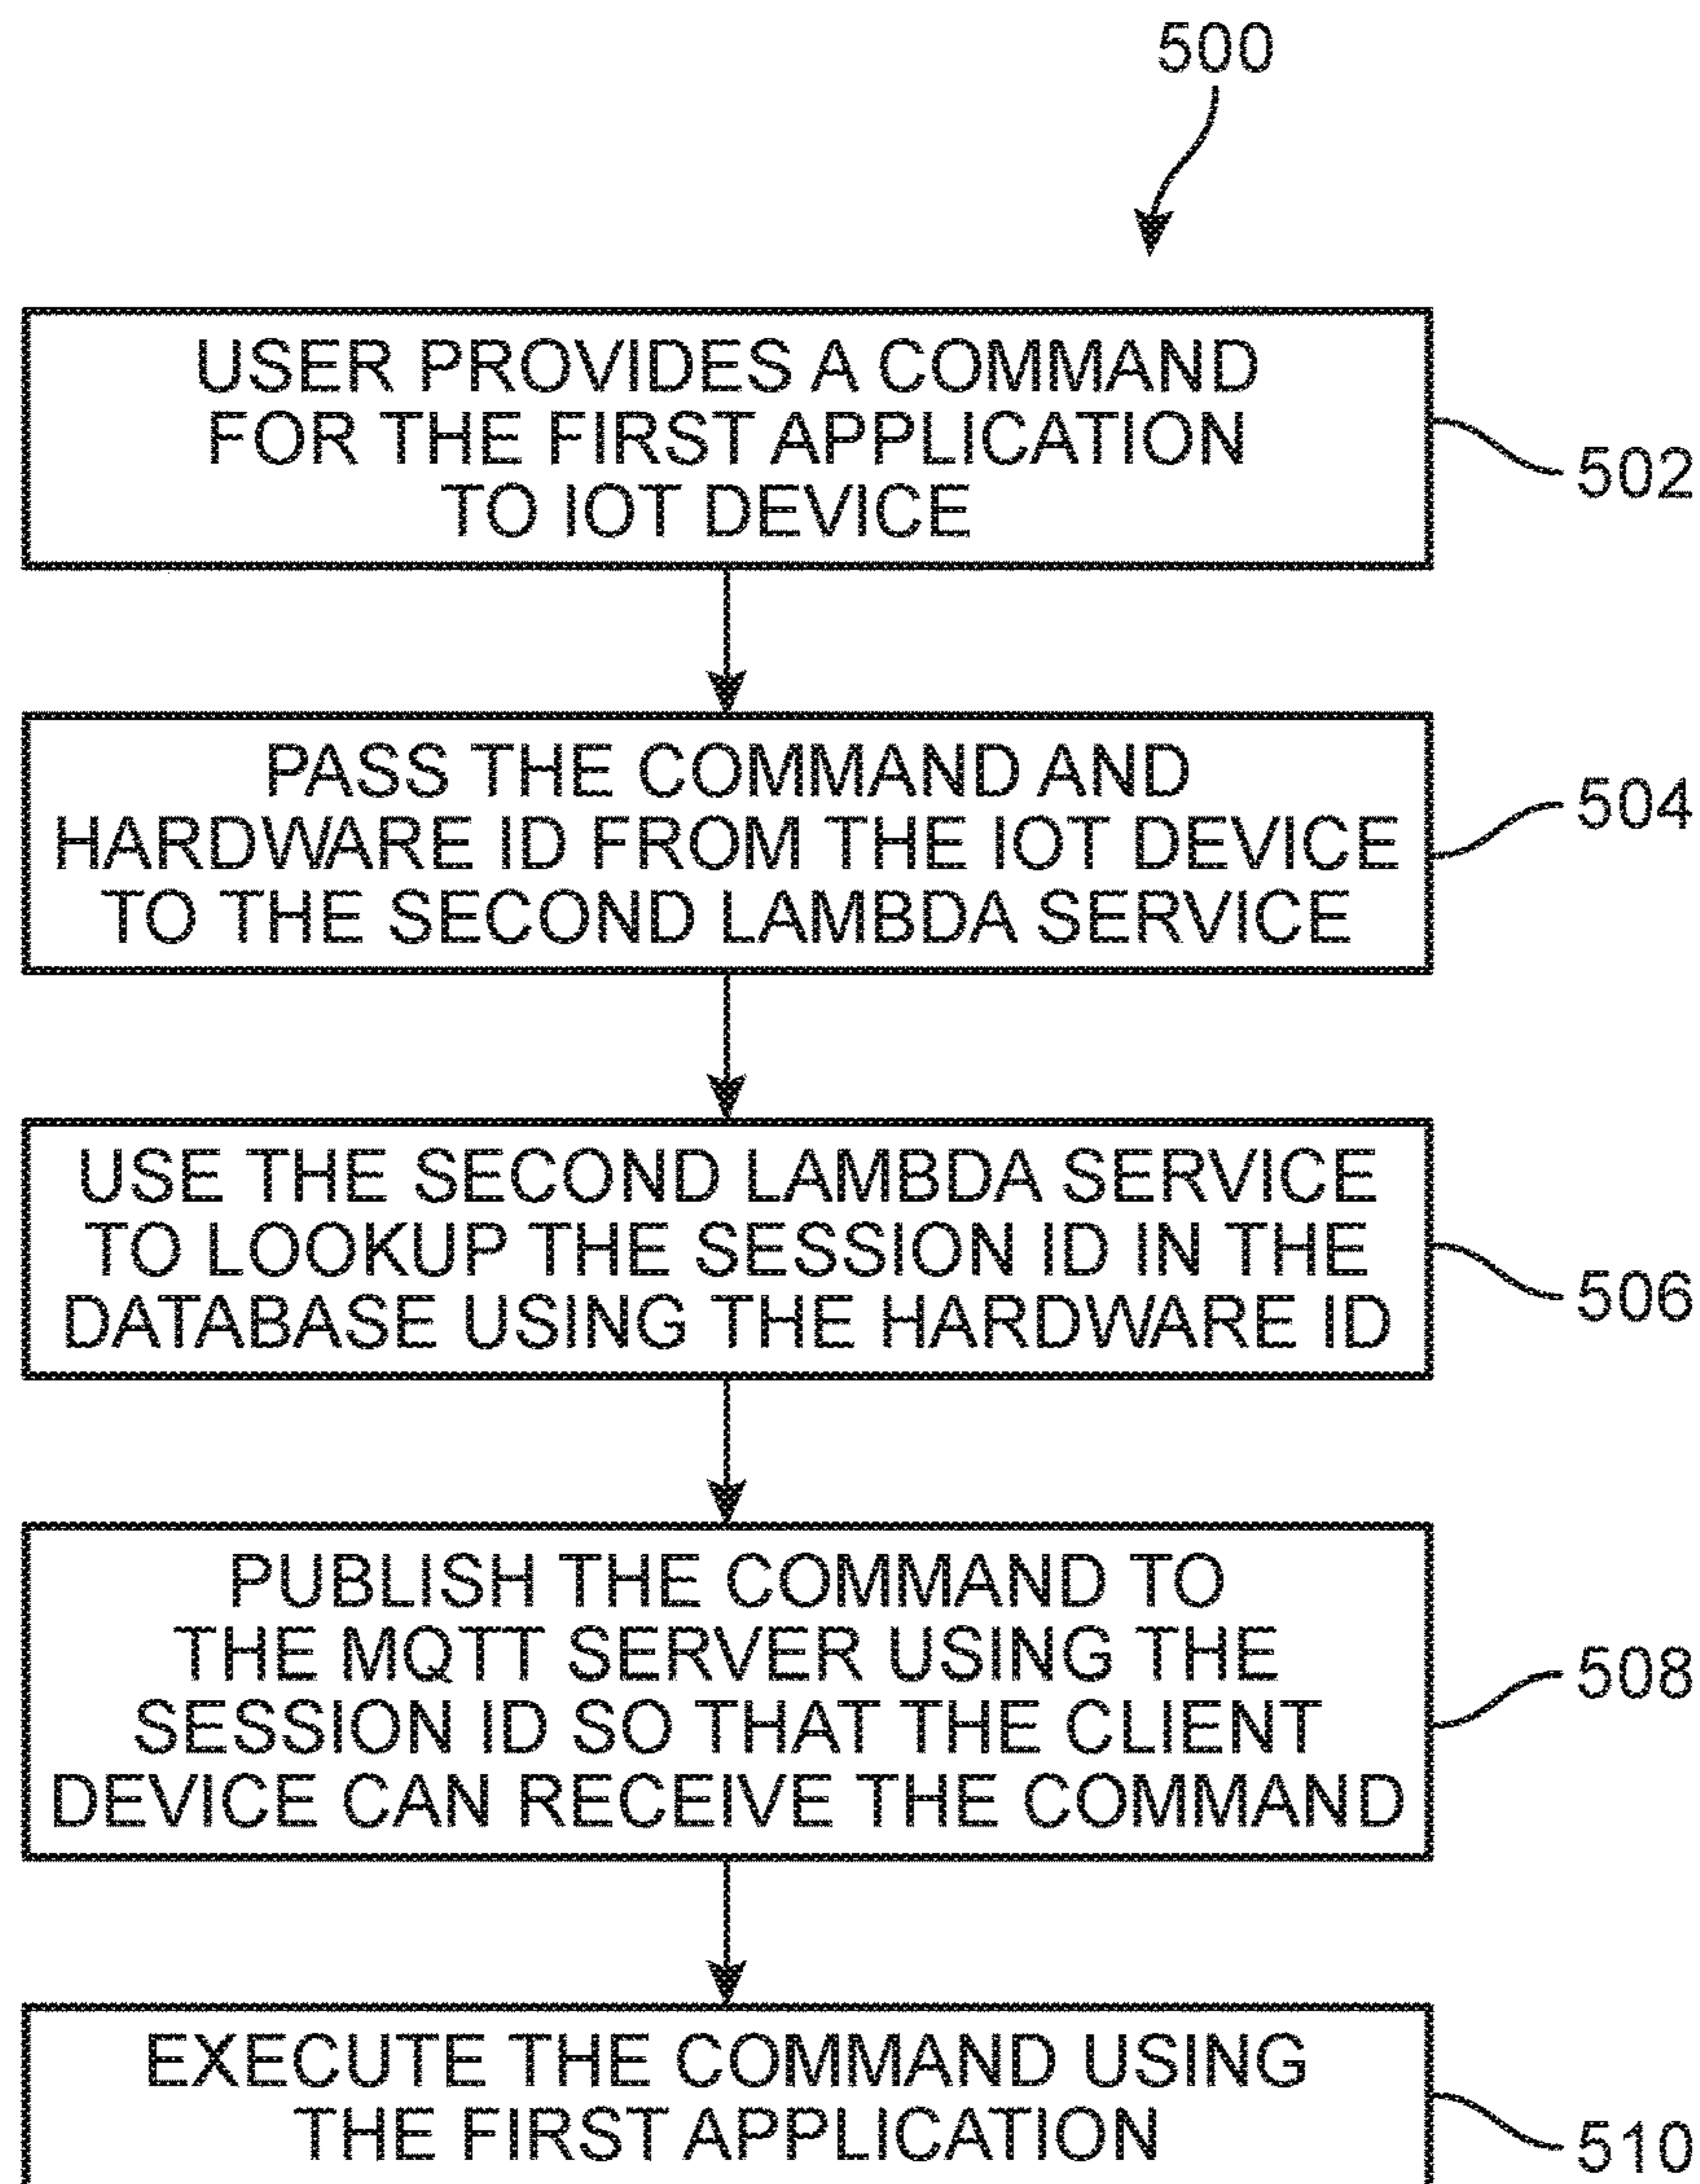 500
USER PROVIDES A COMMAND
FOR THE FIRST APPLICATION
TO IOT DEVICE
502
PASS THE COMMAND AND
HARDWARE ID FROM THE IOT DEVICE
TO THE SECOND LAMBDA SERVICE
504
USE THE SECOND LAMBDA SERVICE
TO LOOKUP THE SESSION ID IN THE
DATABASE USING THE HARDWARE ID
506
PUBLISH THE COMMAND TO
THE MQTT SERVER USING THE
SESSION ID SO THAT THE CLIENT
DEVICE CAN RECEIVE THE COMMAND
508
EXECUTE THE COMMAND USING
THE FIRST APPLICATION
510